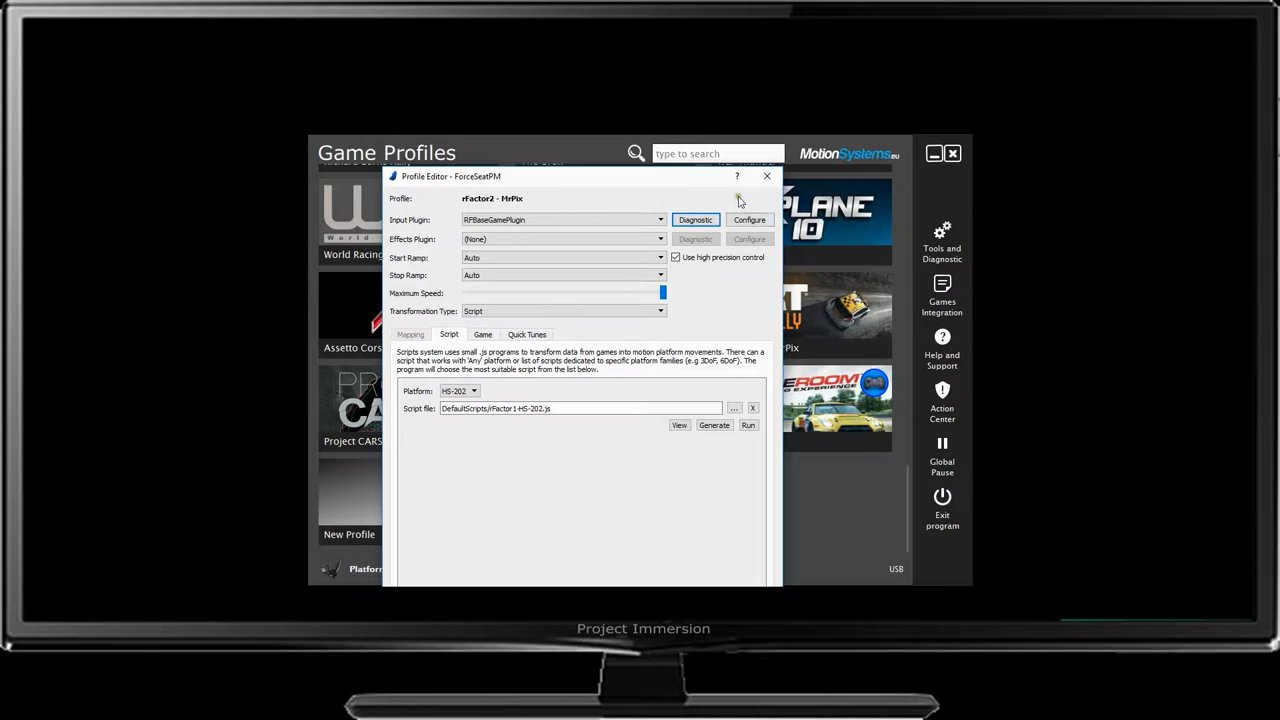 Game Profiles
type to search
MotionSystems.eu
Profile Editor - ForceSeatPM
?
Profile:
rFactor2 - MrPix
Input Plugin:
RFBaseGamePlugin
Diagnostic
Configure
Effects Plugin:
(None)
Diagnostic
Configure
Start Ramp:
Auto
Use high precision control
Stop Ramp:
Auto
Maximum Speed:
Transformation Type:
Script
Mapping
Script
Game
Quick Tunes
Scripts system uses small .js programs to transform data from games into motion platform movements. There can a
script that works with 'Any' platform or list of scripts dedicated to specific platform families (e.g 3DoF, 6DoF). The
program will choose the most suitable script from the list below.
Platform:
HS-202
Script file:
DefaultScripts/rFactor1-HS-202.js
...
X
View
Generate
Run
World Racing
Assetto Cors
PRO
CA
Project CARS
New Profile
Platfor
PLANE
10
rPix
EROOM
USB
Tools and
Diagnostic
Games
Integration
Help and
Support
Action
Center
Global
Pause
Exit
program
Project Immersion